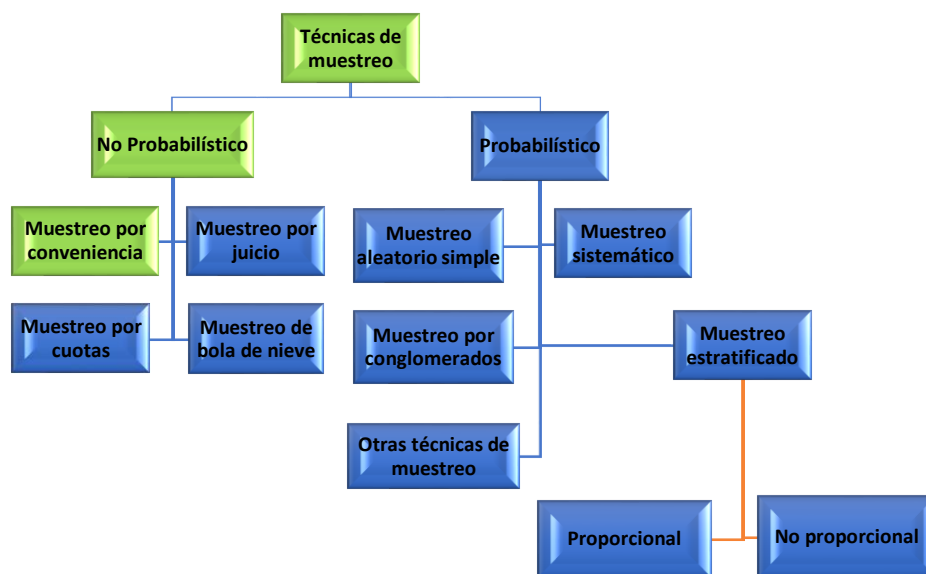 Técnicas de
muestreo
No Probabilístico
Probabilístico
Muestreo por
conveniencia
Muestreo por
juicio
Muestreo
aleatorio simple
Muestreo
sistemático
Muestreo por
cuotas
Muestreo de
bola de nieve
Muestreo por
conglomerados
Muestreo
estratificado
Otras técnicas de
muestreo
Proporcional
No proporcional